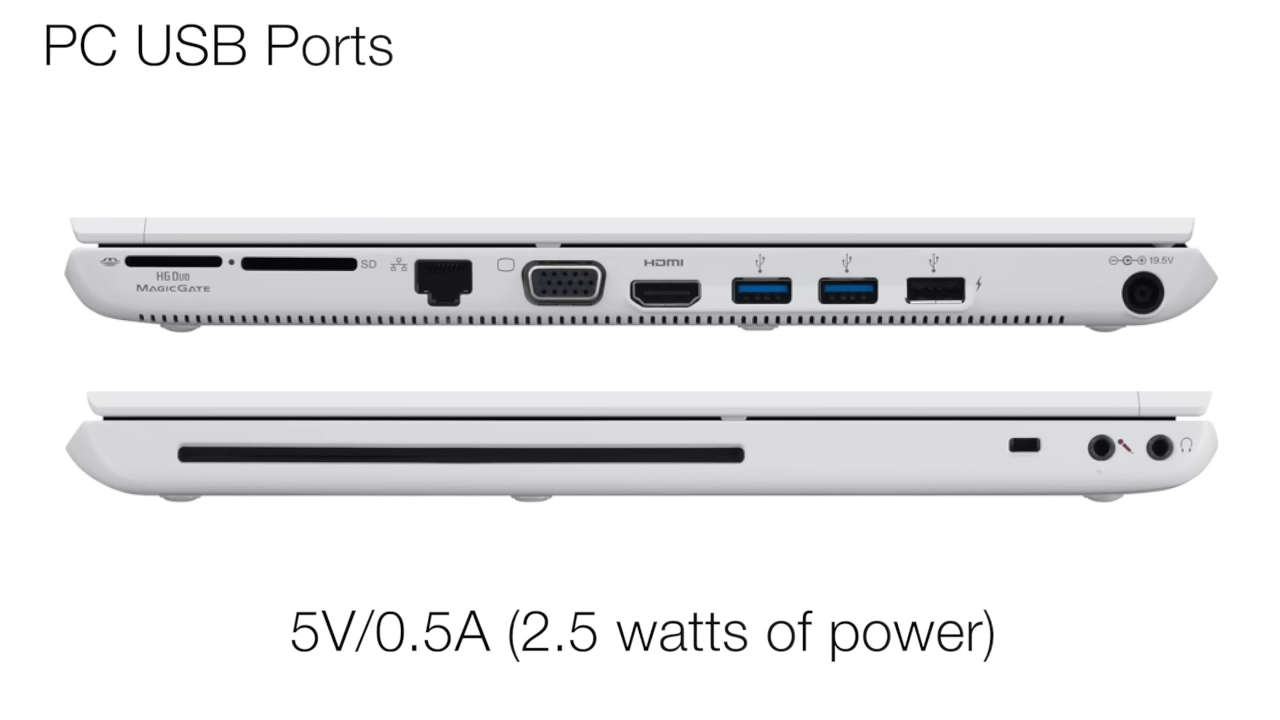 PC USB Ports
SD
HDMI
19.5V
HG Duo
MAGICGATE
5V/0.5A (2.5 watts of power)